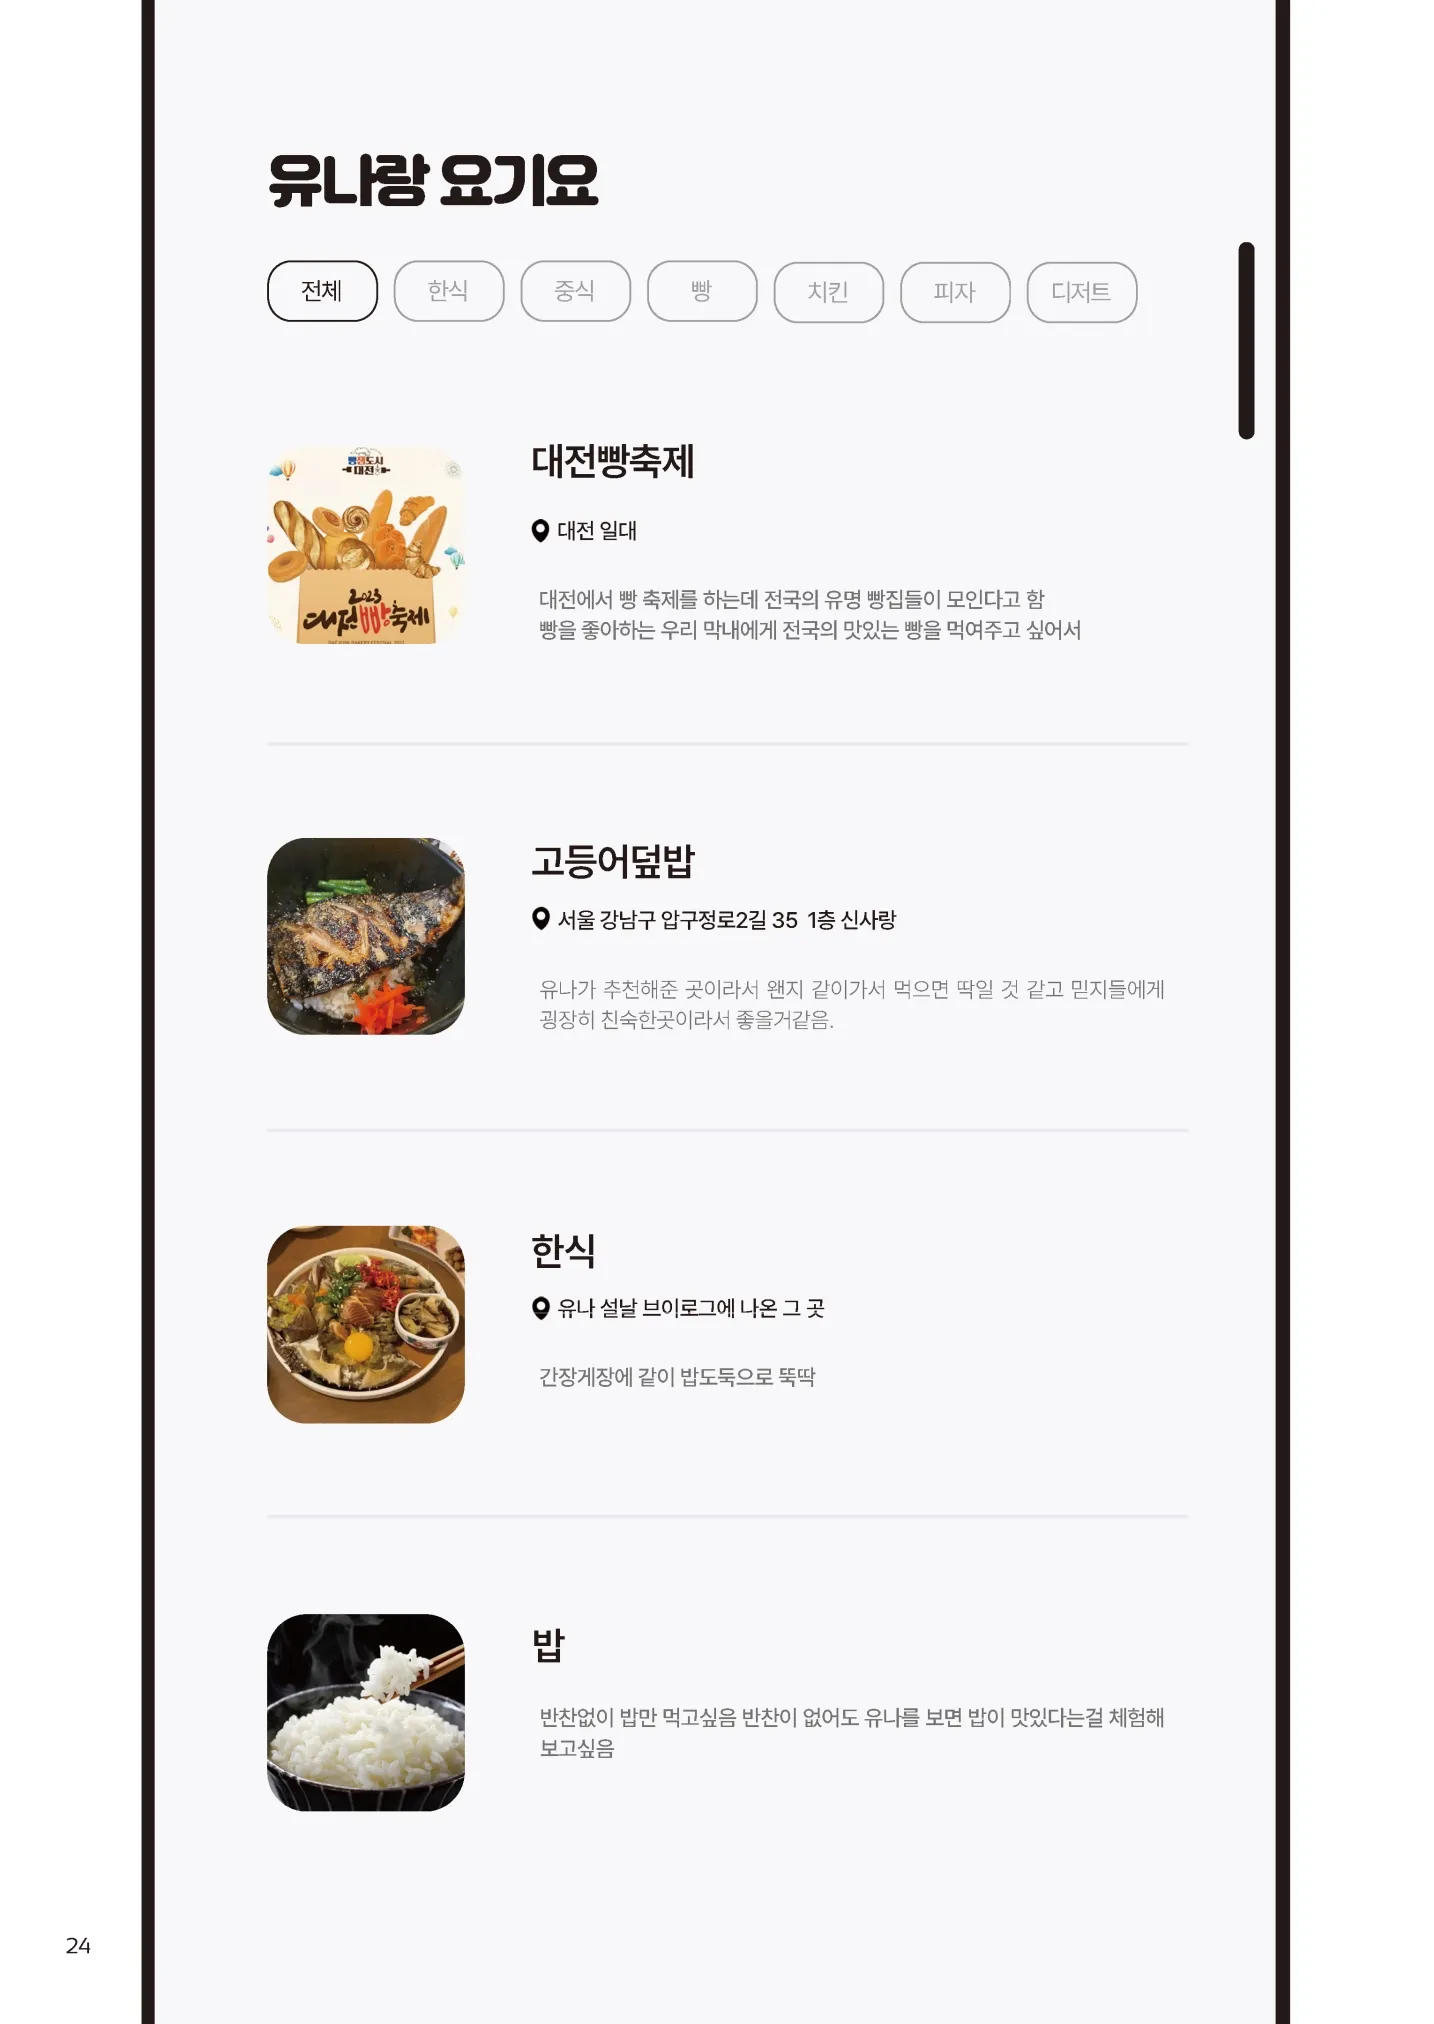 유나랑 요기요
전체 한식 중식 빵 치킨 피자 디저트
빵잼도시
대전
2023
대전빵축제
대전빵축제
대전 일대
대전에서 빵 축제를 하는데 전국의 유명 빵집들이 모인다고 함
빵을 좋아하는 우리 막내에게 전국의 맛있는 빵을 먹여주고 싶어서
고등어덮밥
서울 강남구 압구정로2길 35 1층 신사랑
유나가 추천해준 곳이라서 왠지 같이가서 먹으면 딱일 것 같고 믿지들에게
굉장히 친숙한곳이라서 좋을거같음.
한식
유나 설날 브이로그에 나온 그 곳
간장게장에 같이 밥도둑으로 뚝딱
밥
반찬없이 밥만 먹고싶음 반찬이 없어도 유나를 보면 밥이 맛있다는걸 체험해
보고싶음
24